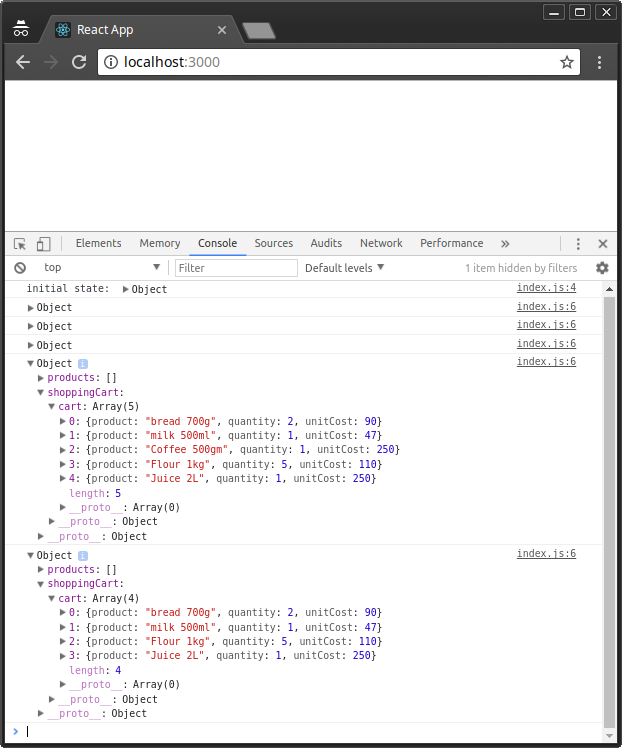 React App
localhost:3000
Elements Memory Console Sources Audits Network Performance »
top Filter Default levels 1 item hidden by filters
initial state: Object index.js:4
Object index.js:6
Object index.js:6
Object index.js:6
Object index.js:6
products: []
shoppingCart:
cart: Array(5)
0: {product: "bread 700g", quantity: 2, unitCost: 90}
1: {product: "milk 500ml", quantity: 1, unitCost: 47}
2: {product: "Coffee 500gm", quantity: 1, unitCost: 250}
3: {product: "Flour 1kg", quantity: 5, unitCost: 110}
4: {product: "Juice 2L", quantity: 1, unitCost: 250}
length: 5
__proto__: Array(0)
__proto__: Object
__proto__: Object
Object index.js:6
products: []
shoppingCart:
cart: Array(4)
0: {product: "bread 700g", quantity: 2, unitCost: 90}
1: {product: "milk 500ml", quantity: 1, unitCost: 47}
2: {product: "Flour 1kg", quantity: 5, unitCost: 110}
3: {product: "Juice 2L", quantity: 1, unitCost: 250}
length: 4
__proto__: Array(0)
__proto__: Object
__proto__: Object